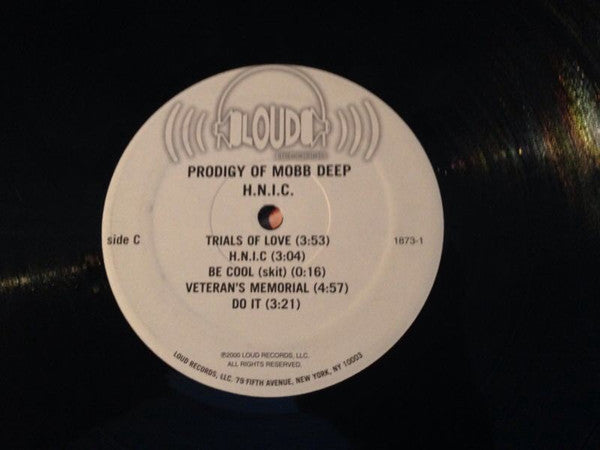 LOUD
RECORDS
PRODIGY OF MOBB DEEP
H.N.I.C.
side C
1873-1
TRIALS OF LOVE (3:53)
H.N.I.C (3:04)
BE COOL (skit) (0:16)
VETERAN'S MEMORIAL (4:57)
DO IT (3:21)
℗2000 LOUD RECORDS, LLC.
ALL RIGHTS RESERVED.
LOUD RECORDS, LLC. 79 FIFTH AVENUE, NEW YORK, NY 10003